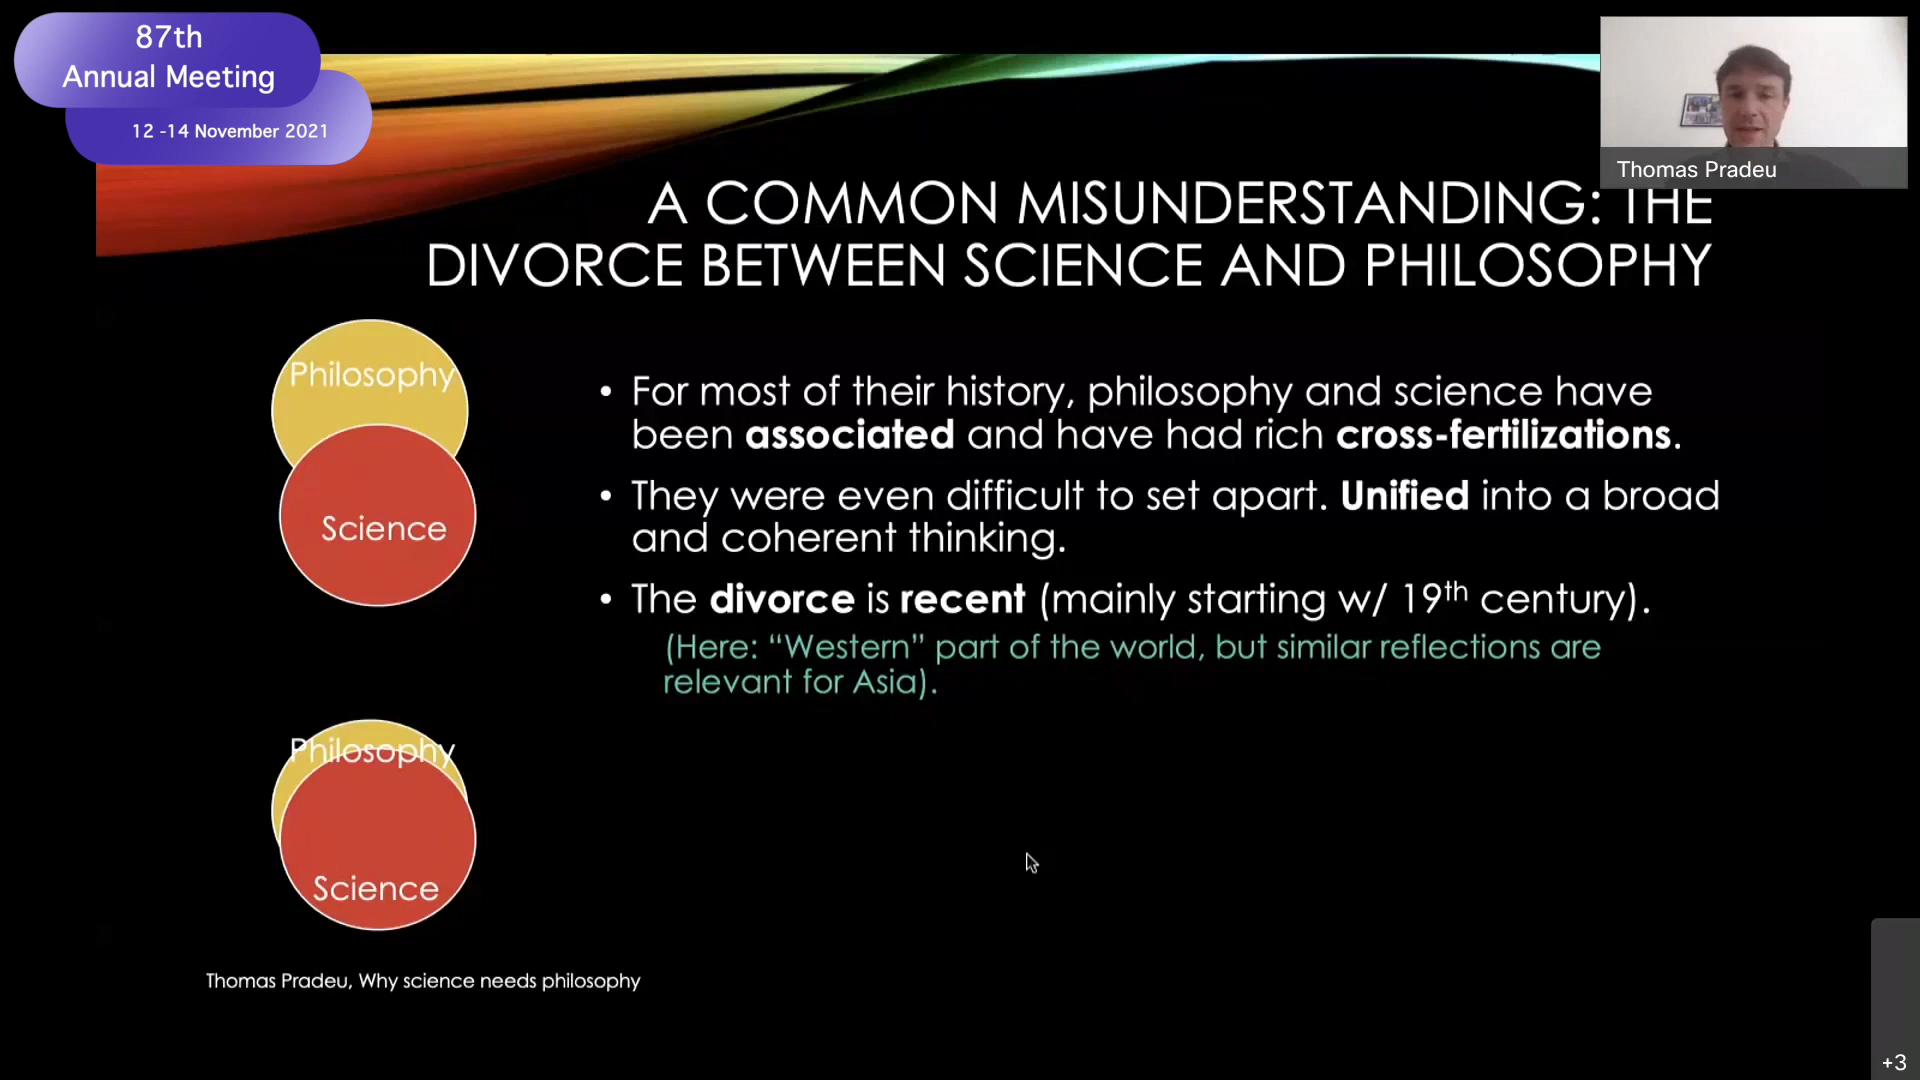 87th
Annual Meeting
12 -14 November 2021
Thomas Pradeu
A COMMON MISUNDERSTANDING: THE
DIVORCE BETWEEN SCIENCE AND PHILOSOPHY
Philosophy
Science
• For most of their history, philosophy and science have
been associated and have had rich cross-fertilizations.
• They were even difficult to set apart. Unified into a broad
and coherent thinking.
• The divorce is recent (mainly starting w/ 19th century).
(Here: “Western” part of the world, but similar reflections are
relevant for Asia).
Philosophy
Science
Thomas Pradeu, Why science needs philosophy
+3